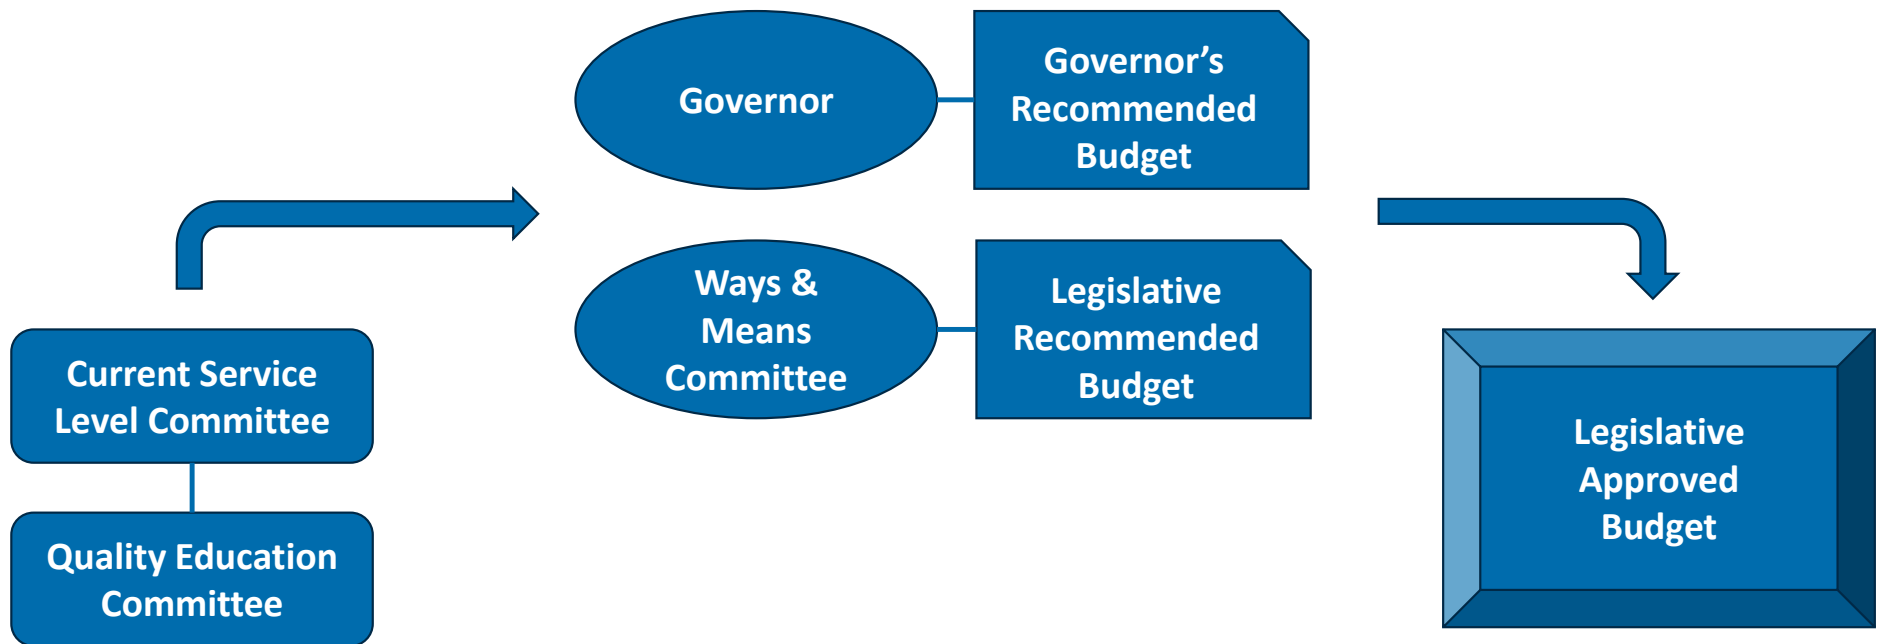 Governor
Governor’s
Recommended
Budget
Ways &
Means
Committee
Legislative
Recommended
Budget
Current Service
Level Committee
Quality Education
Committee
Legislative
Approved
Budget